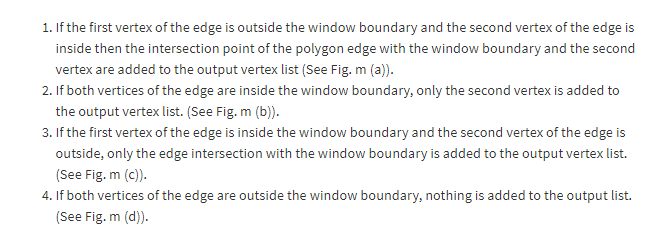 1. If the first vertex of the edge is outside the window boundary and the second vertex of the edge is
inside then the intersection point of the polygon edge with the window boundary and the second
vertex are added to the output vertex list (See Fig. m (a)).
2. If both vertices of the edge are inside the window boundary, only the second vertex is added to
the output vertex list. (See Fig. m (b)).
3. If the first vertex of the edge is inside the window boundary and the second vertex of the edge is
outside, only the edge intersection with the window boundary is added to the output vertex list.
(See Fig. m (c)).
4. If both vertices of the edge are outside the window boundary, nothing is added to the output list.
(See Fig. m (d)).